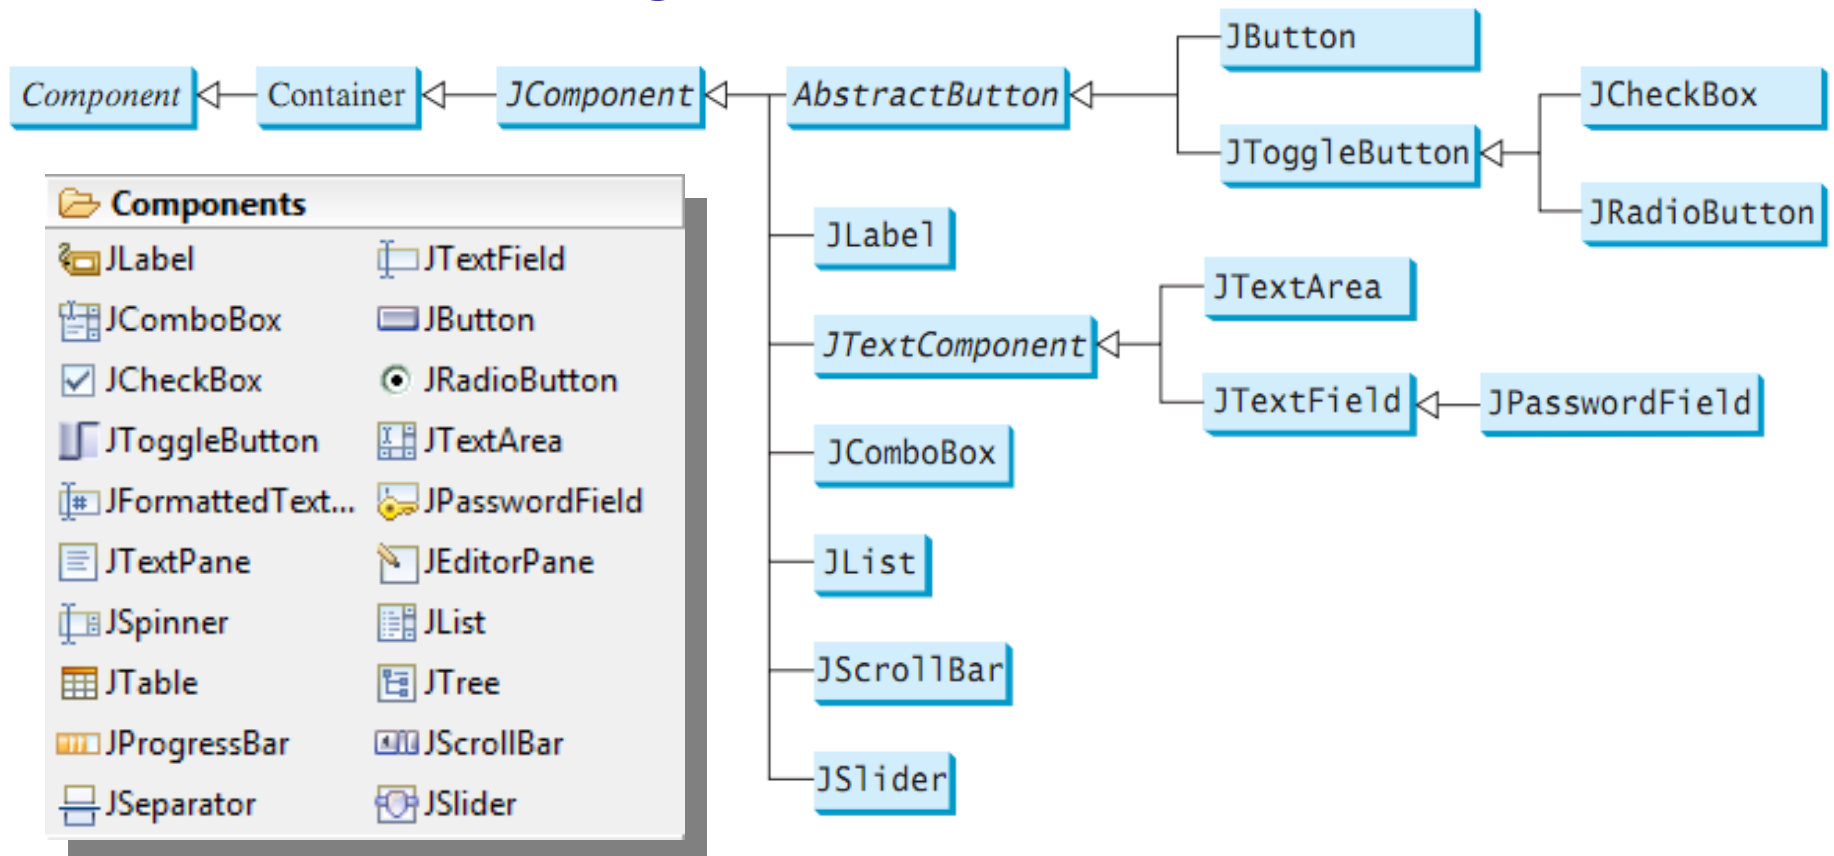 JButton
Component
Container
JComponent
AbstractButton
JCheckBox
JToggleButton
JRadioButton
JLabel
JTextArea
JTextComponent
JTextField
JPasswordField
JComboBox
JList
JScrollBar
JSlider
Components
JLabel JTextField
JComboBox JButton
JCheckBox JRadioButton
JToggleButton JTextArea
JFormattedText... JPasswordField
JTextPane JEditorPane
JSpinner JList
JTable JTree
JProgressBar JScrollBar
JSeparator JSlider